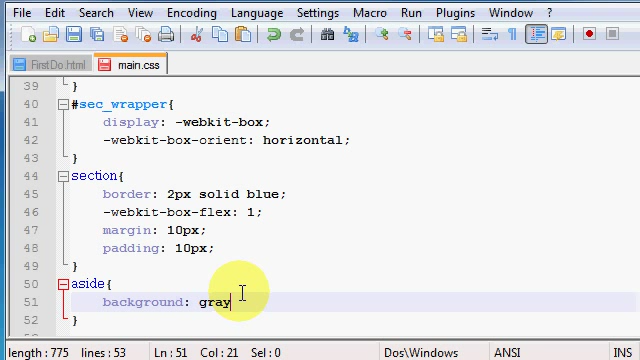 File Edit Search View Encoding Language Settings Macro Run Plugins Window ?
FirstDo.html main.css
39 }
40 #sec_wrapper{
41 display: -webkit-box;
42 -webkit-box-orient: horizontal;
43 }
44 section{
45 border: 2px solid blue;
46 -webkit-box-flex: 1;
47 margin: 10px;
48 padding: 10px;
49 }
50 aside{
51 background: gray
52 }
length : 775 lines : 53 Ln : 51 Col : 21 Sel : 0 Dos\Windows ANSI INS